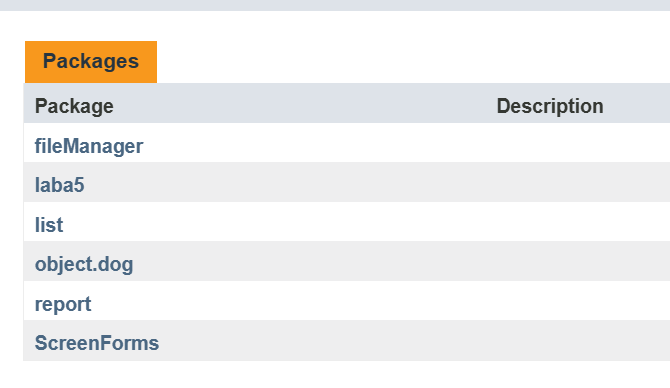 Packages
Package Description
fileManager
laba5
list
object.dog
report
ScreenForms